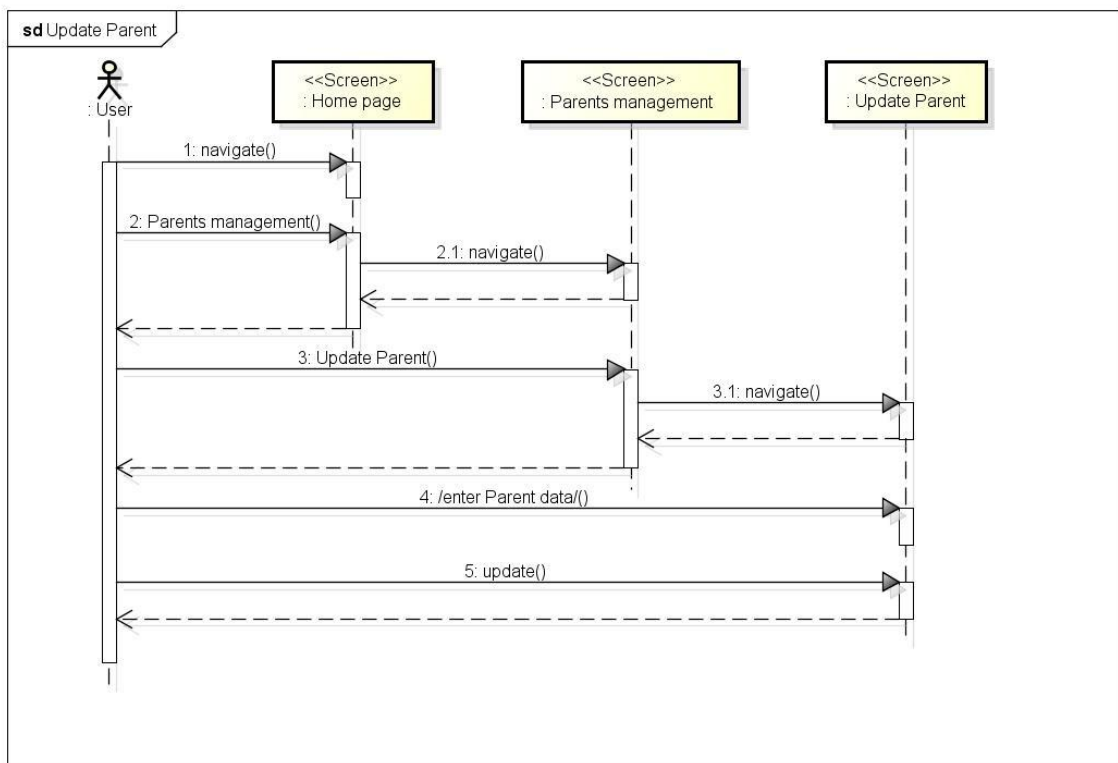 sd Update Parent
: User
<<Screen>>
: Home page
<<Screen>>
: Parents management
<<Screen>>
: Update Parent
1: navigate()
2: Parents management()
2.1: navigate()
3: Update Parent()
3.1: navigate()
4: /enter Parent data/()
5: update()